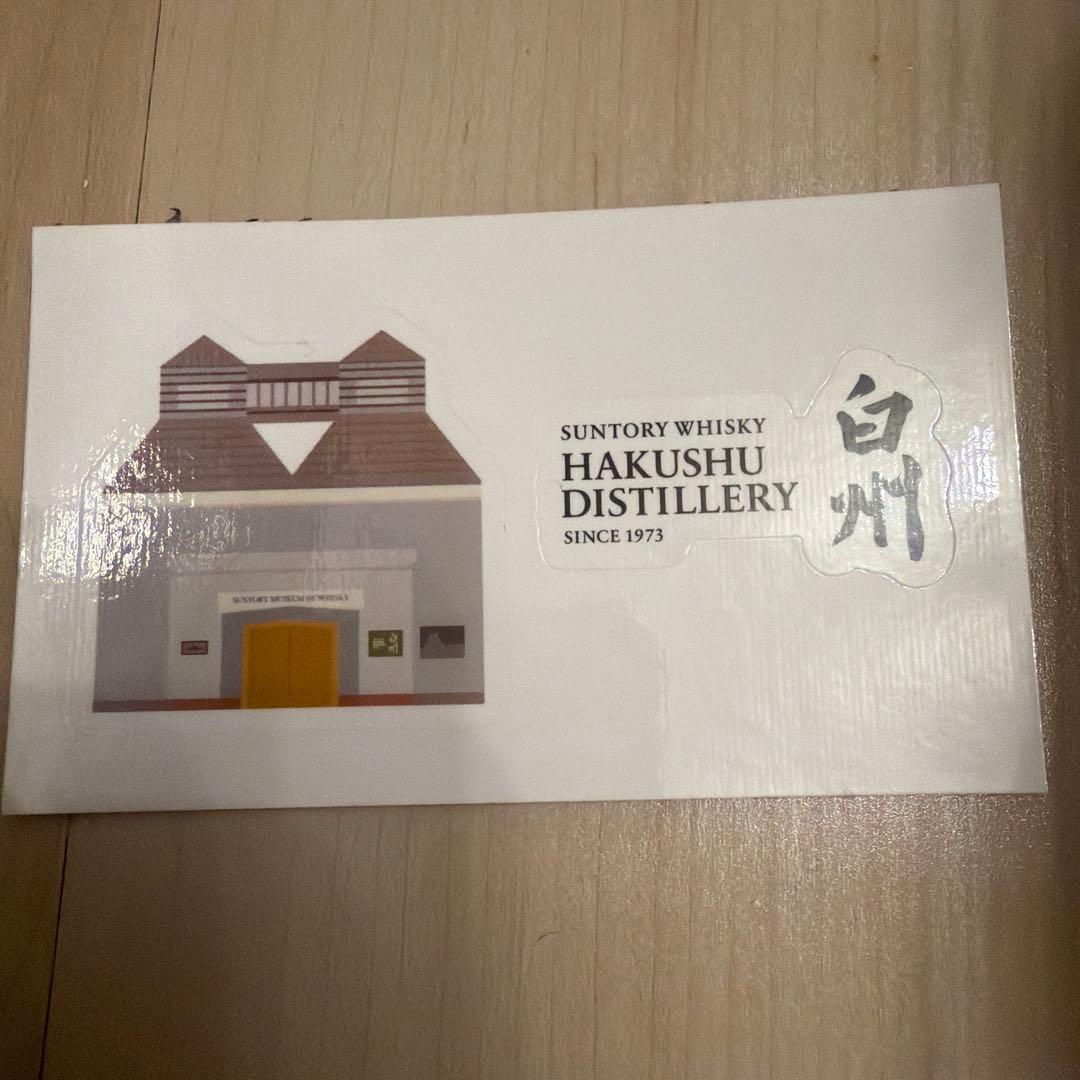 SUNTORY MUSEUM OF WHISKY
SUNTORY WHISKY
HAKUSHU
DISTILLERY
SINCE 1973
白州